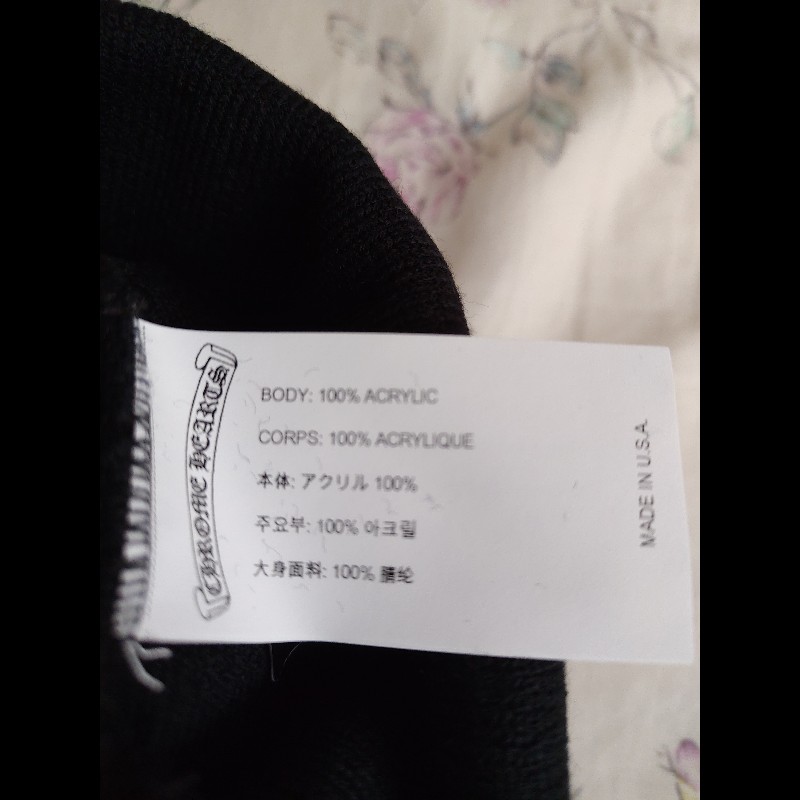 CHROME HEARTS
BODY: 100% ACRYLIC
CORPS: 100% ACRYLIQUE
本体: アクリル 100%
주요부: 100% 아크릴
大身面料: 100% 腈纶
MADE IN U.S.A.